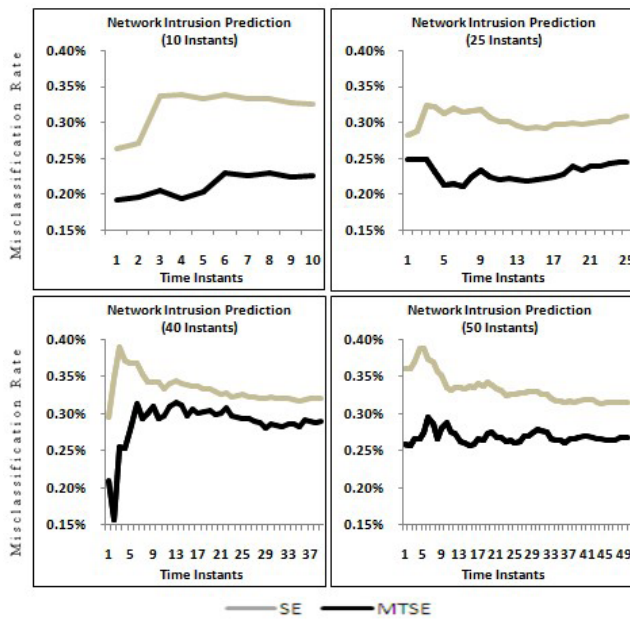 Network Intrusion Prediction
(10 Instants)
0.40%
0.35%
0.30%
0.25%
0.20%
0.15%
1 2 3 4 5 6 7 8 9 10
Time Instants
Misclassification Rate
Network Intrusion Prediction
(25 Instants)
0.40%
0.35%
0.30%
0.25%
0.20%
0.15%
1 5 9 13 17 21 25
Time Instants
Network Intrusion Prediction
(40 Instants)
0.40%
0.35%
0.30%
0.25%
0.20%
0.15%
1 5 9 13 17 21 25 29 33 37
Time Instants
Misclassification Rate
Network Intrusion Prediction
(50 Instants)
0.40%
0.35%
0.30%
0.25%
0.20%
0.15%
1 5 9 13 17 21 25 29 33 37 41 45 49
Time Instants
SE MTSE